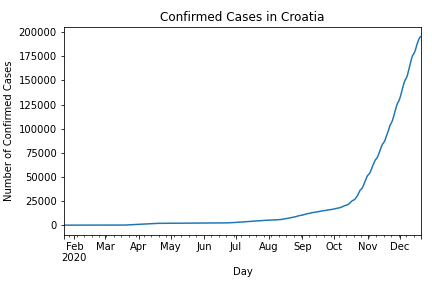 Confirmed Cases in Croatia
Number of Confirmed Cases
200000
175000
150000
125000
100000
75000
50000
25000
0
Feb Mar Apr May Jun Jul Aug Sep Oct Nov Dec
2020
Day